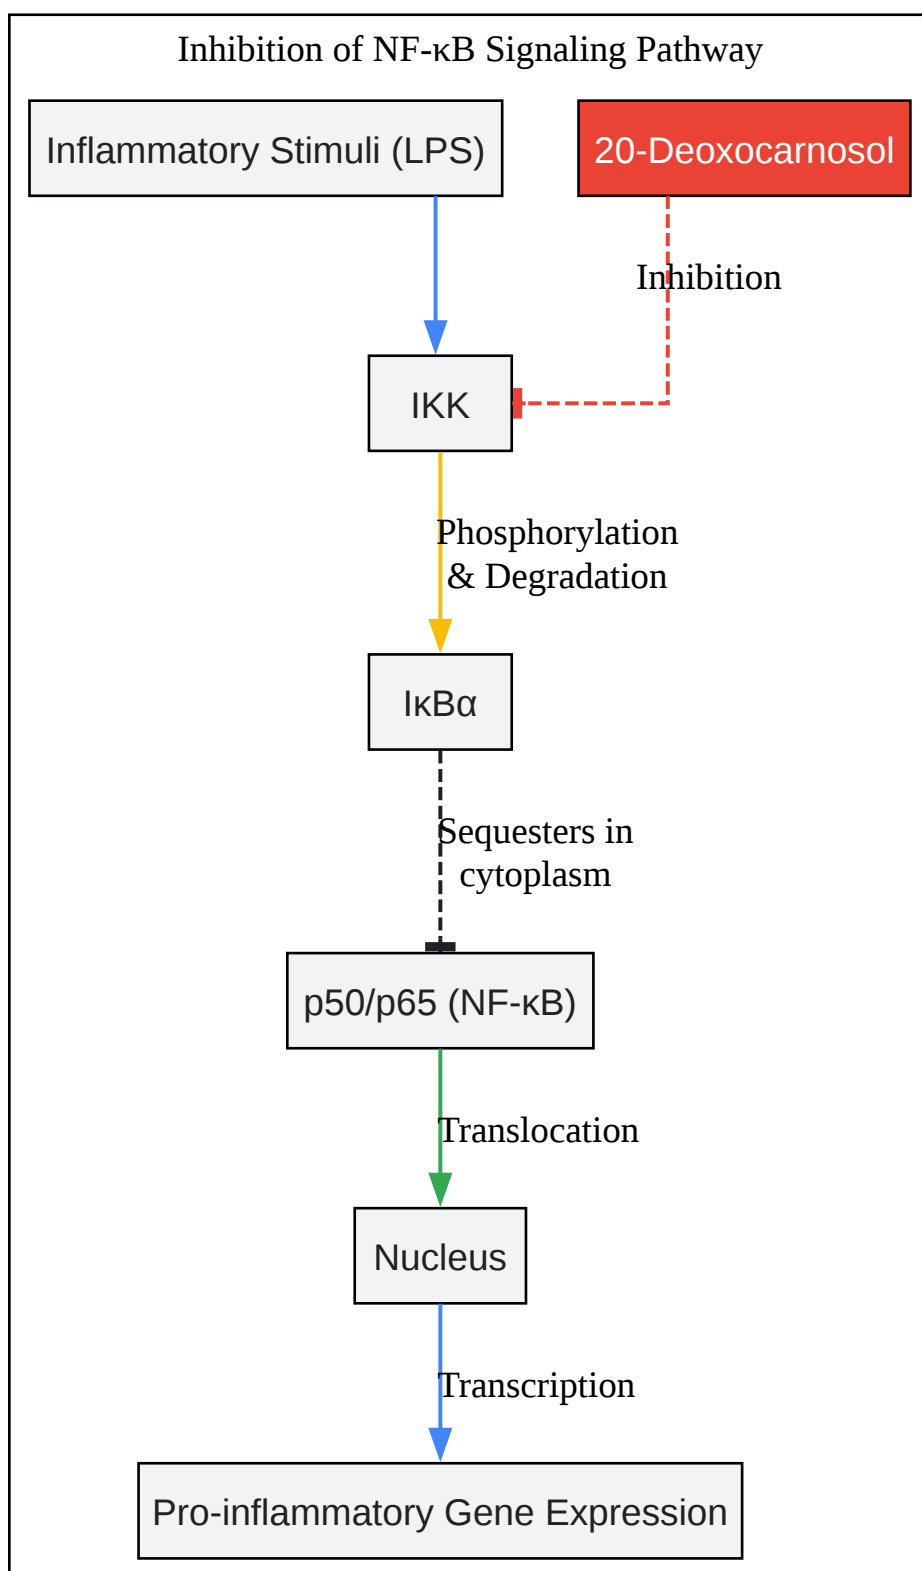 Inhibition of NF-κB Signaling Pathway
Inflammatory Stimuli (LPS)
20-Deoxocarnosol
Inhibition
IKK
Phosphorylation
& Degradation
IκBα
Sequesters in
cytoplasm
p50/p65 (NF-κB)
Translocation
Nucleus
Transcription
Pro-inflammatory Gene Expression